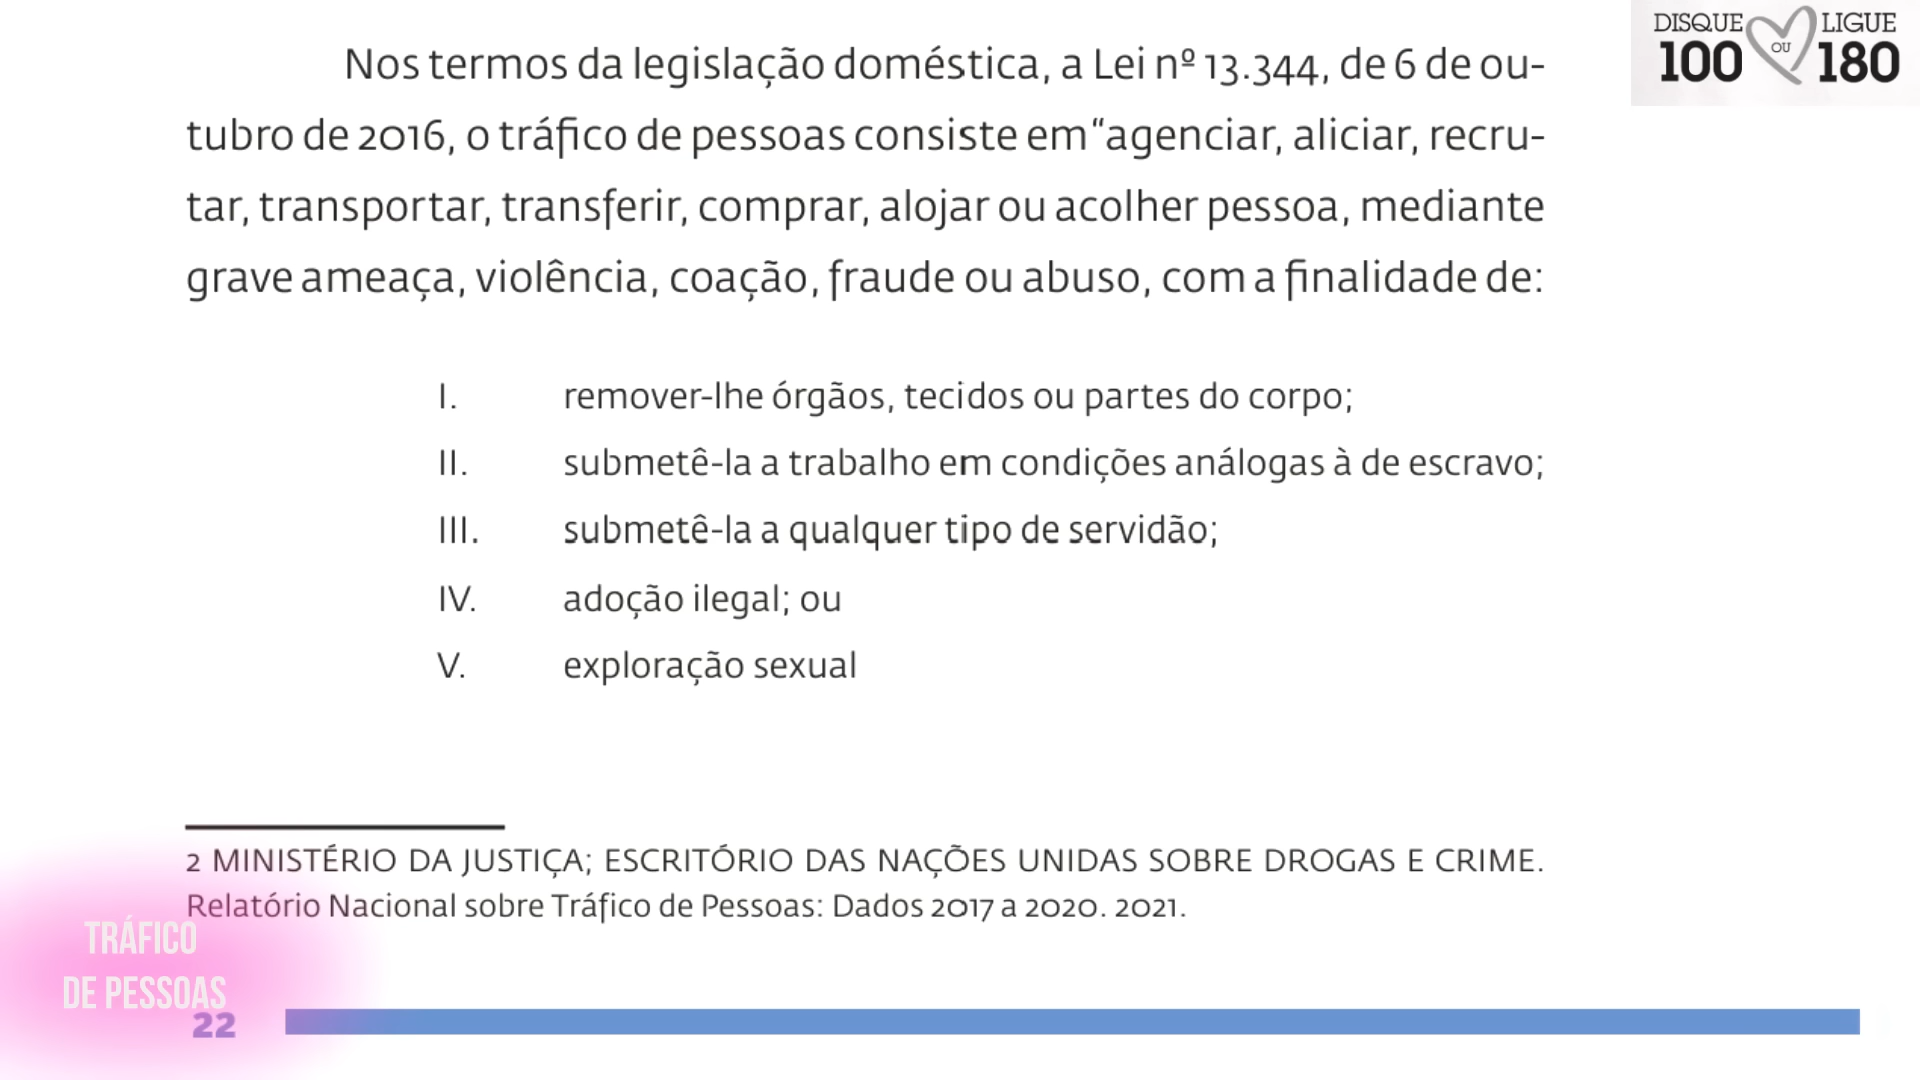 DISQUE 100 OU LIGUE 180
Nos termos da legislação doméstica, a Lei nº 13.344, de 6 de ou-
tubro de 2016, o tráfico de pessoas consiste em “agenciar, aliciar, recru-
tar, transportar, transferir, comprar, alojar ou acolher pessoa, mediante
grave ameaça, violência, coação, fraude ou abuso, com a finalidade de:
I. remover-lhe órgãos, tecidos ou partes do corpo;
II. submetê-la a trabalho em condições análogas à de escravo;
III. submetê-la a qualquer tipo de servidão;
IV. adoção ilegal; ou
V. exploração sexual
2 MINISTÉRIO DA JUSTIÇA; ESCRITÓRIO DAS NAÇÕES UNIDAS SOBRE DROGAS E CRIME.
Relatório Nacional sobre Tráfico de Pessoas: Dados 2017 a 2020. 2021.
TRÁFICO
DE PESSOAS
22